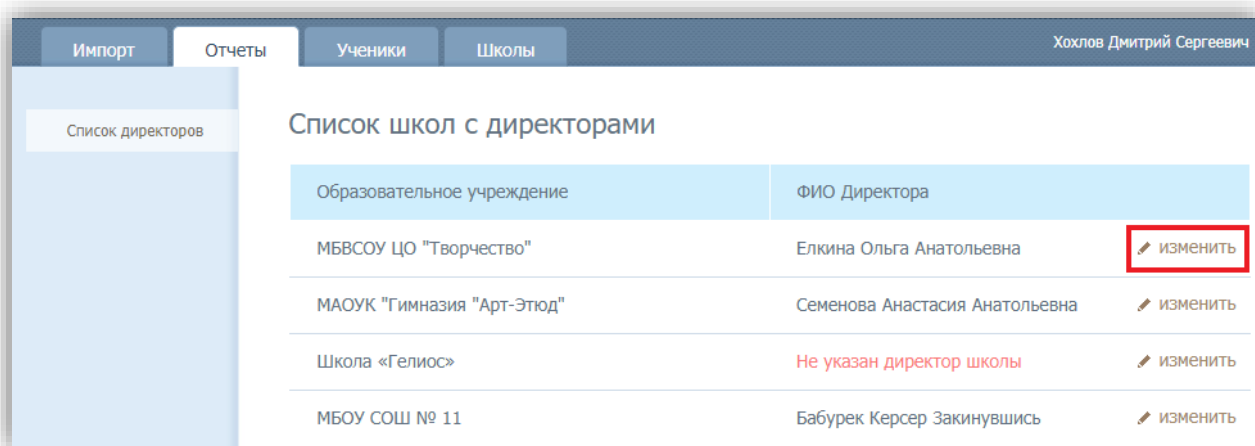 Импорт Отчеты Ученики Школы Хохлов Дмитрий Сергеевич
Список директоров
Список школ с директорами
Образовательное учреждение ФИО Директора
МБВСОУ ЦО "Творчество" Елкина Ольга Анатольевна изменить
МАОУК "Гимназия "Арт-Этюд" Семенова Анастасия Анатольевна изменить
Школа «Гелиос» Не указан директор школы изменить
МБОУ СОШ № 11 Бабурек Керсер Закинувшись изменить